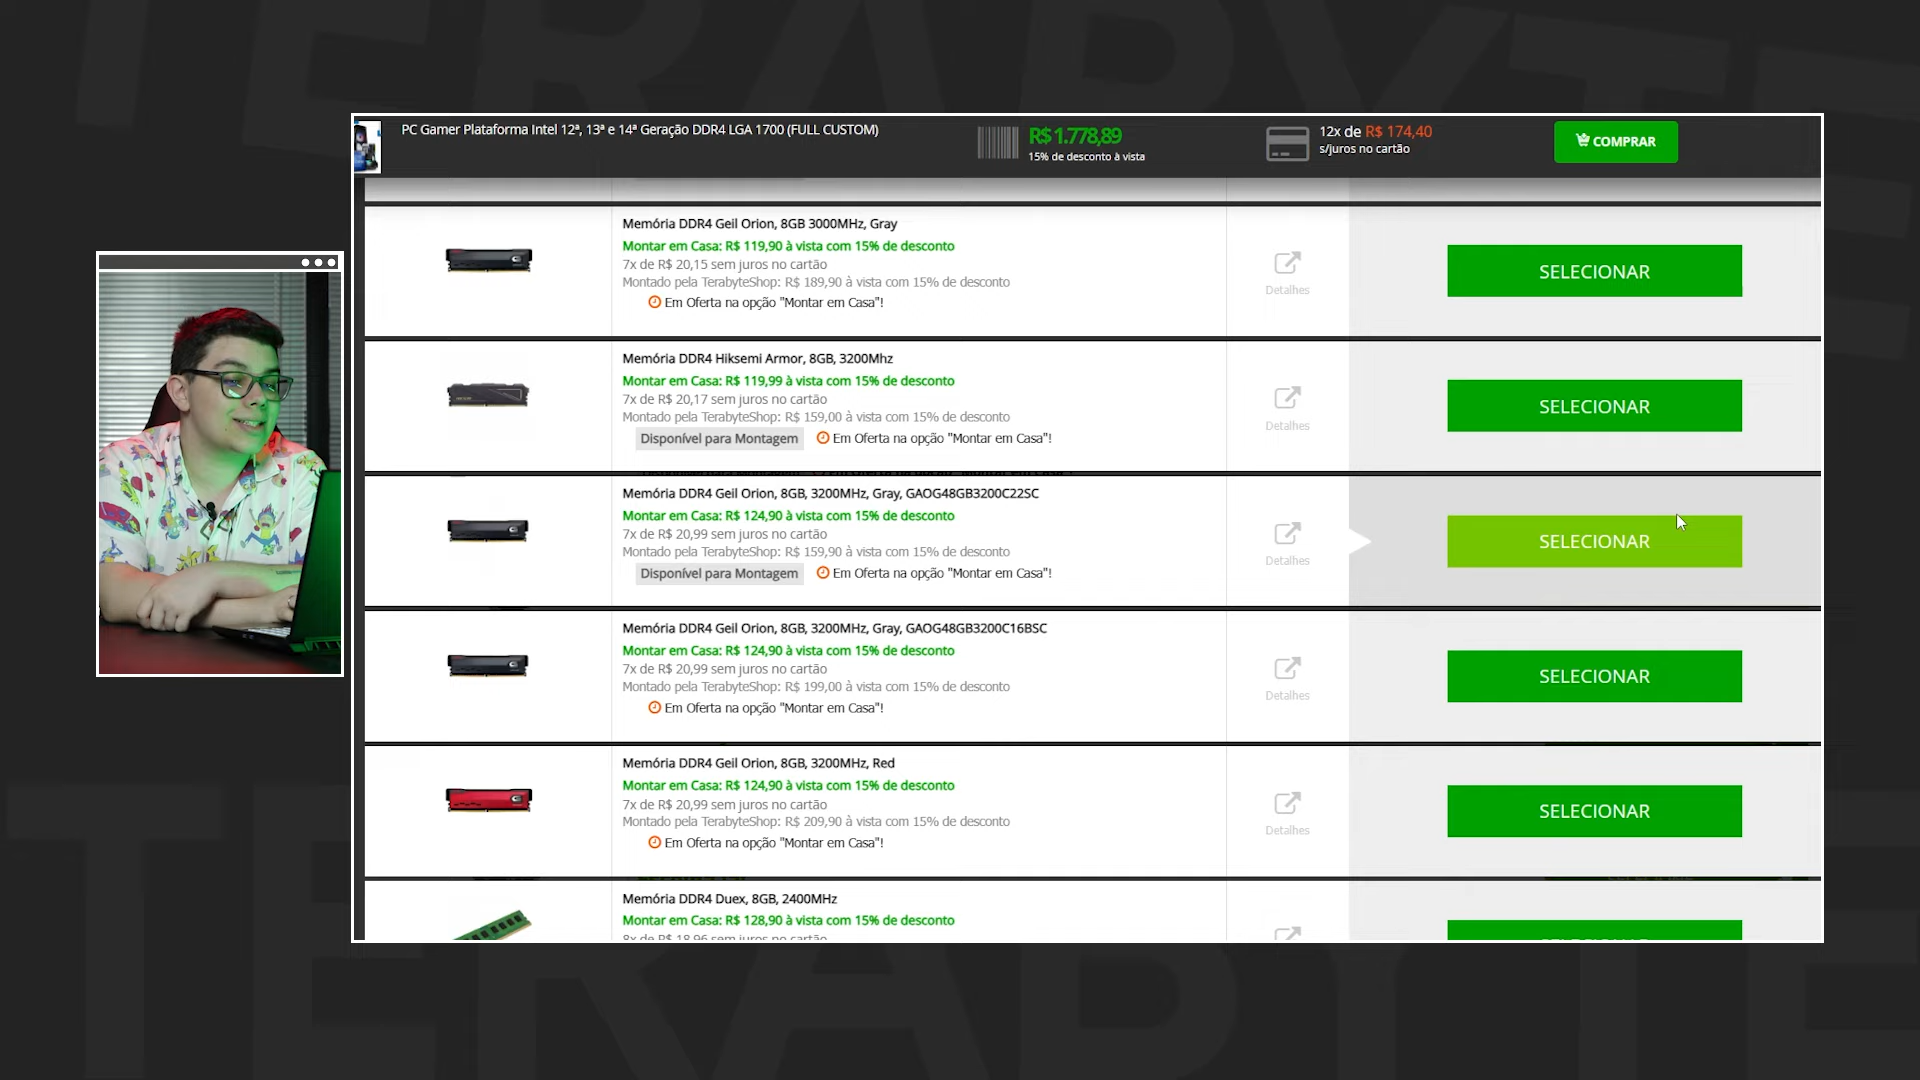 TERABYTE
PC Gamer Plataforma Intel 12ª, 13ª e 14ª Geração DDR4 LGA 1700 (FULL CUSTOM)
R$ 1.778,89
15% de desconto à vista
12x de R$ 174,40
s/juros no cartão
COMPRAR
Memória DDR4 Geil Orion, 8GB 3000MHz, Gray
Montar em Casa: R$ 119,90 à vista com 15% de desconto
7x de R$ 20,15 sem juros no cartão
Montado pela TerabyteShop: R$ 189,90 à vista com 15% de desconto
Em Oferta na opção "Montar em Casa"!
Detalhes
SELECIONAR
Memória DDR4 Hiksemi Armor, 8GB, 3200Mhz
Montar em Casa: R$ 119,99 à vista com 15% de desconto
7x de R$ 20,17 sem juros no cartão
Montado pela TerabyteShop: R$ 159,00 à vista com 15% de desconto
Disponível para Montagem Em Oferta na opção "Montar em Casa"!
Detalhes
SELECIONAR
Memória DDR4 Geil Orion, 8GB, 3200MHz, Gray, GAOG48GB3200C22SC
Montar em Casa: R$ 124,90 à vista com 15% de desconto
7x de R$ 20,99 sem juros no cartão
Montado pela TerabyteShop: R$ 159,90 à vista com 15% de desconto
Disponível para Montagem Em Oferta na opção "Montar em Casa"!
Detalhes
SELECIONAR
Memória DDR4 Geil Orion, 8GB, 3200MHz, Gray, GAOG48GB3200C16BSC
Montar em Casa: R$ 124,90 à vista com 15% de desconto
7x de R$ 20,99 sem juros no cartão
Montado pela TerabyteShop: R$ 199,00 à vista com 15% de desconto
Em Oferta na opção "Montar em Casa"!
Detalhes
SELECIONAR
Memória DDR4 Geil Orion, 8GB, 3200MHz, Red
Montar em Casa: R$ 124,90 à vista com 15% de desconto
7x de R$ 20,99 sem juros no cartão
Montado pela TerabyteShop: R$ 209,90 à vista com 15% de desconto
Em Oferta na opção "Montar em Casa"!
Detalhes
SELECIONAR
Memória DDR4 Duex, 8GB, 2400MHz
Montar em Casa: R$ 128,90 à vista com 15% de desconto
8x de R$ 18,96 sem juros no cartão
TERABYTE